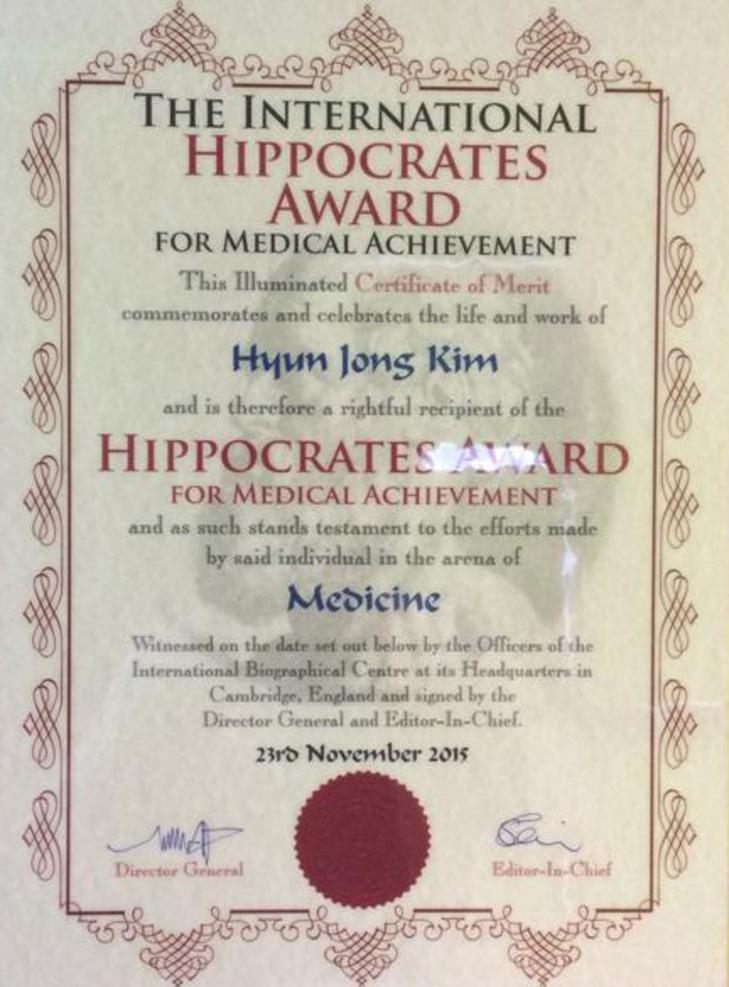 THE INTERNATIONAL
HIPPOCRATES
AWARD
FOR MEDICAL ACHIEVEMENT
This Illuminated Certificate of Merit
commemorates and celebrates the life and work of
Hyun Jong Kim
and is therefore a rightful recipient of the
HIPPOCRATES AWARD
FOR MEDICAL ACHIEVEMENT
and as such stands testament to the efforts made
by said individual in the arena of
Medicine
Witnessed on the date set out below by the Officers of the
International Biographical Centre at its Headquarters in
Cambridge, England and signed by the
Director General and Editor-In-Chief.
23rd November 2015
Director General
Editor-In-Chief